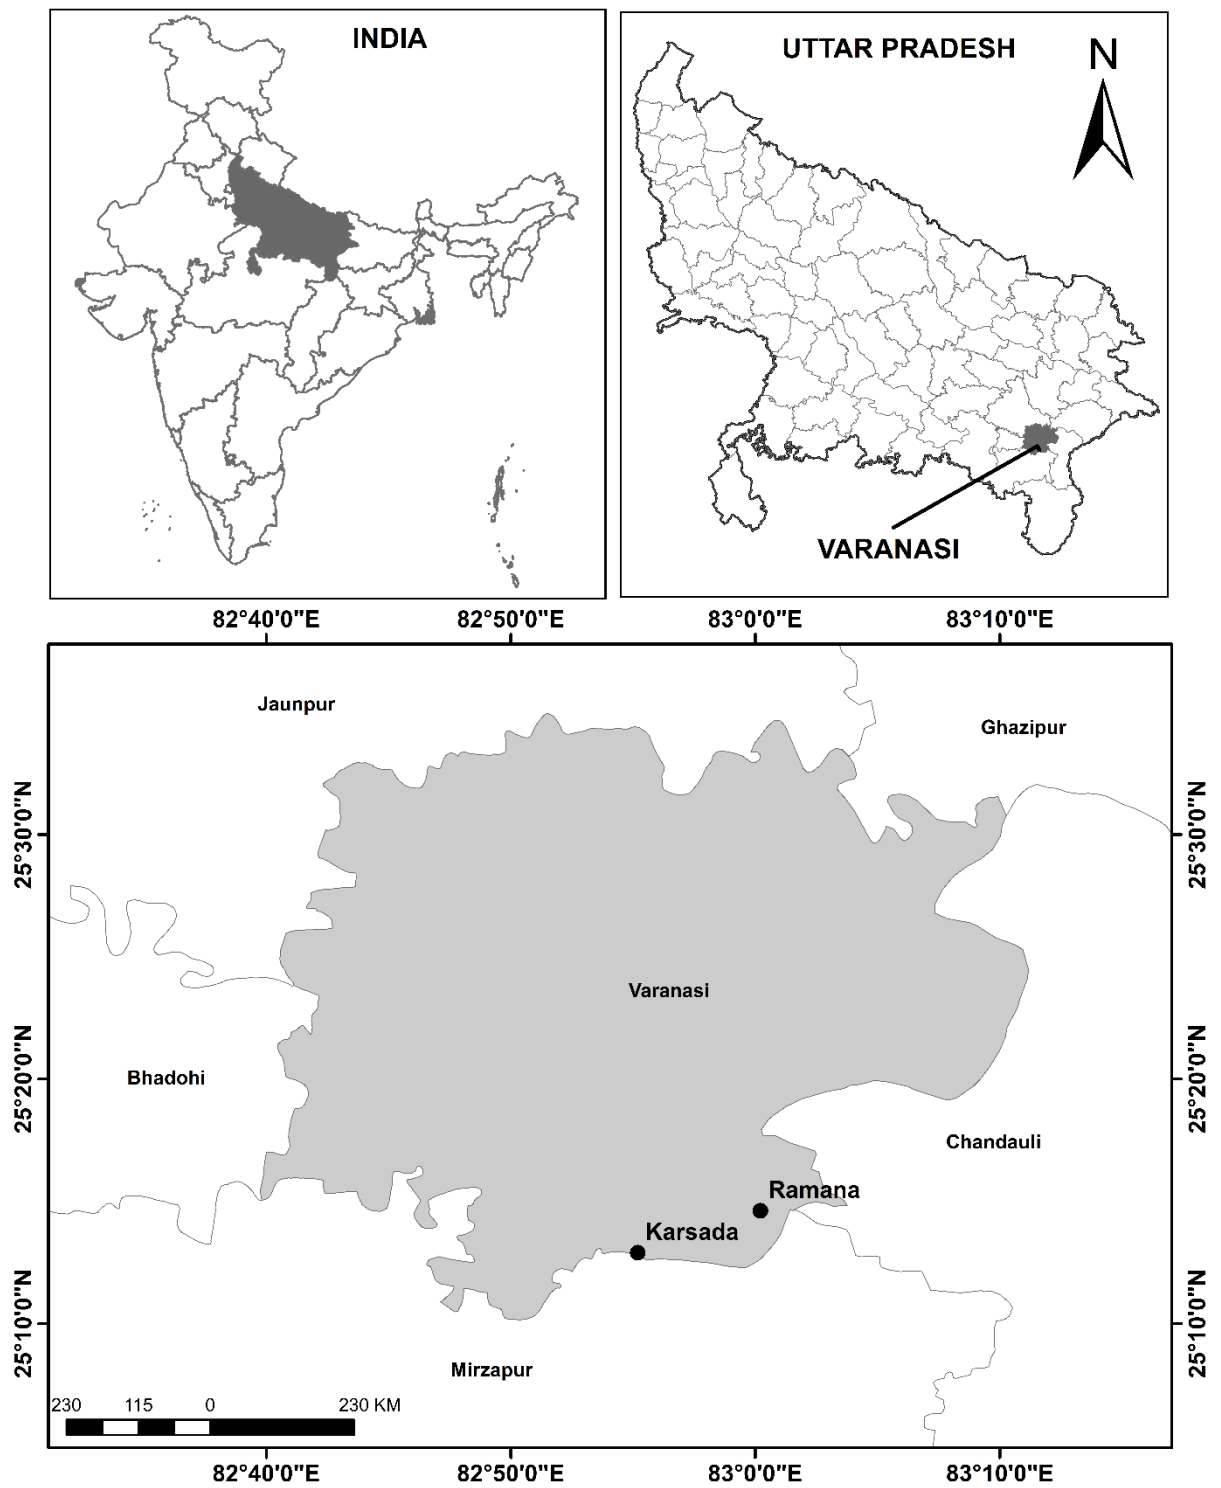 INDIA
UTTAR PRADESH
N
VARANASI
82°40'0"E 82°50'0"E 83°0'0"E 83°10'0"E
Jaunpur
Ghazipur
25°30'0"N 25°30'0"N
Varanasi
25°20'0"N 25°20'0"N
Bhadohi
Chandauli
Ramana
Karsada
25°10'0"N 25°10'0"N
Mirzapur
230 115 0 230 KM
82°40'0"E 82°50'0"E 83°0'0"E 83°10'0"E